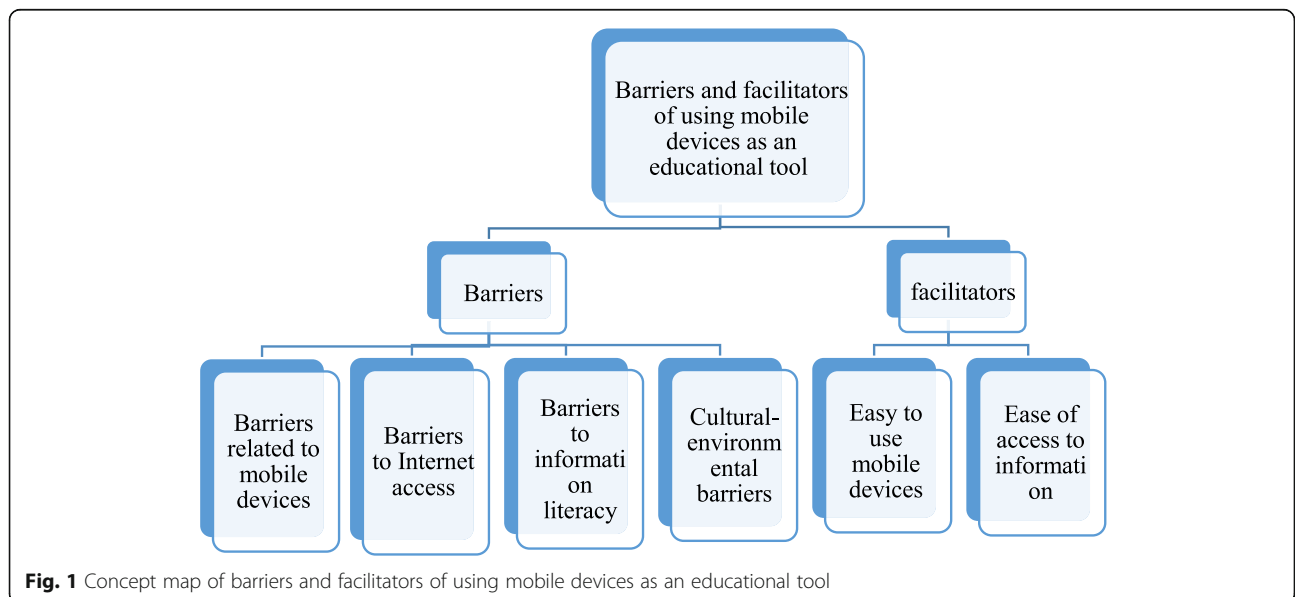 Barriers and facilitators
of using mobile
devices as an
educational tool
Barriers
facilitators
Barriers
related to
mobile
devices
Barriers
to Internet
access
Barriers
to
informati
on
literacy
Cultural-
environm
ental
barriers
Easy to
use
mobile
devices
Ease of
access to
informati
on
Fig. 1 Concept map of barriers and facilitators of using mobile devices as an educational tool